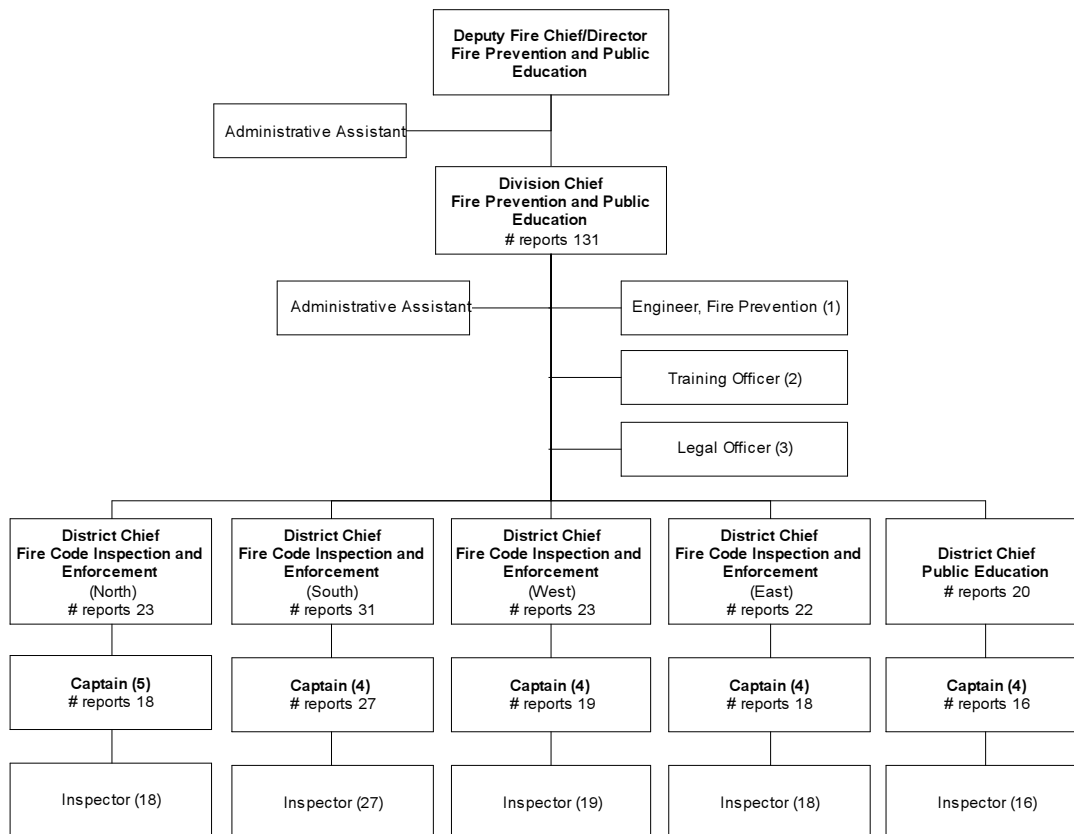 Deputy Fire Chief/Director
Fire Prevention and Public
Education
Administrative Assistant
Division Chief
Fire Prevention and Public
Education
# reports 131
Administrative Assistant
Engineer, Fire Prevention (1)
Training Officer (2)
Legal Officer (3)
District Chief
Fire Code Inspection and
Enforcement
(North)
# reports 23
District Chief
Fire Code Inspection and
Enforcement
(South)
# reports 31
District Chief
Fire Code Inspection and
Enforcement
(West)
# reports 23
District Chief
Fire Code Inspection and
Enforcement
(East)
# reports 22
District Chief
Public Education
# reports 20
Captain (5)
# reports 18
Captain (4)
# reports 27
Captain (4)
# reports 19
Captain (4)
# reports 18
Captain (4)
# reports 16
Inspector (18)
Inspector (27)
Inspector (19)
Inspector (18)
Inspector (16)